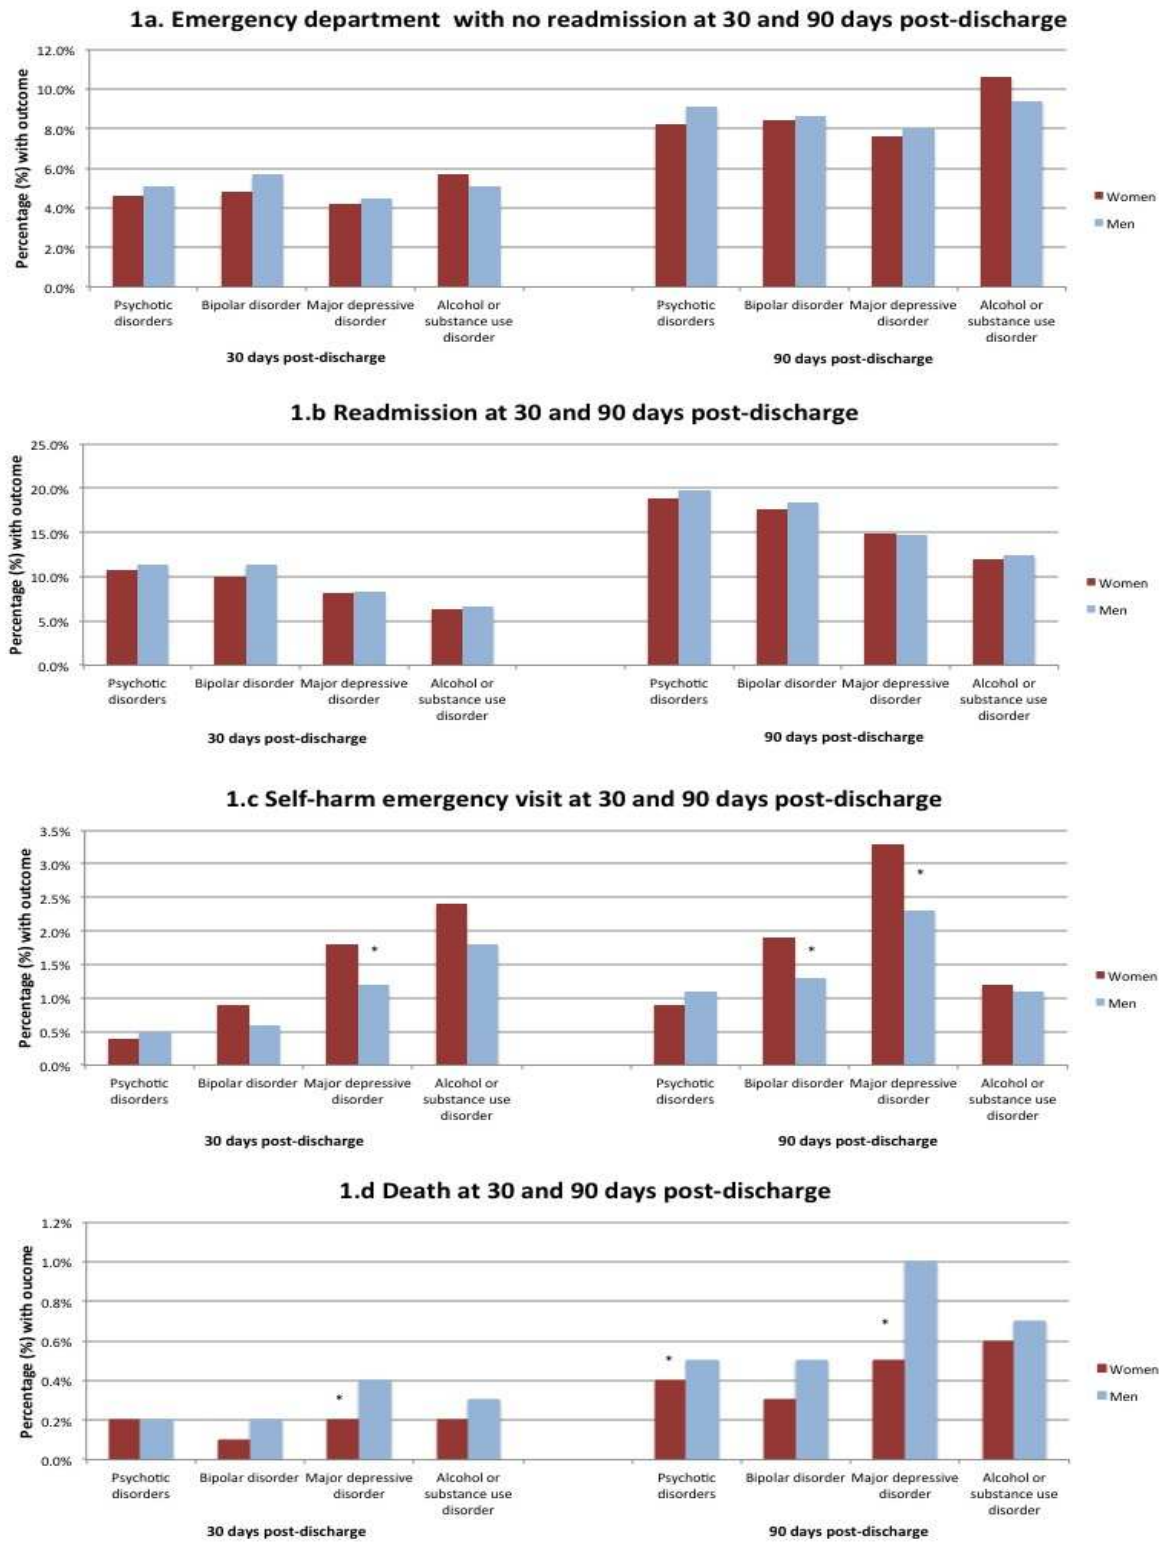 1a. Emergency department with no readmission at 30 and 90 days post-discharge
Percentage (%) with outcome
12.0%
10.0%
8.0%
6.0%
4.0%
2.0%
0.0%
Psychotic disorders
Bipolar disorder
Major depressive disorder
Alcohol or substance use disorder
30 days post-discharge
Psychotic disorders
Bipolar disorder
Major depressive disorder
Alcohol or substance use disorder
90 days post-discharge
Women
Men
1.b Readmission at 30 and 90 days post-discharge
Percentage (%) with outcome
25.0%
20.0%
15.0%
10.0%
5.0%
0.0%
Psychotic disorders
Bipolar disorder
Major depressive disorder
Alcohol or substance use disorder
30 days post-discharge
Psychotic disorders
Bipolar disorder
Major depressive disorder
Alcohol or substance use disorder
90 days post-discharge
Women
Men
1.c Self-harm emergency visit at 30 and 90 days post-discharge
Percentage (%) with outcome
3.5%
3.0%
2.5%
2.0%
1.5%
1.0%
0.5%
0.0%
*
*
*
Psychotic disorders
Bipolar disorder
Major depressive disorder
Alcohol or substance use disorder
30 days post-discharge
Psychotic disorders
Bipolar disorder
Major depressive disorder
Alcohol or substance use disorder
90 days post-discharge
Women
Men
1.d Death at 30 and 90 days post-discharge
Percentage (%) with oucome
1.2%
1.0%
0.8%
0.6%
0.4%
0.2%
0.0%
*
*
*
Psychotic disorders
Bipolar disorder
Major depressive disorder
Alcohol or substance use disorder
30 days post-discharge
Psychotic disorders
Bipolar disorder
Major depressive disorder
Alcohol or substance use disorder
90 days post-discharge
Women
Men